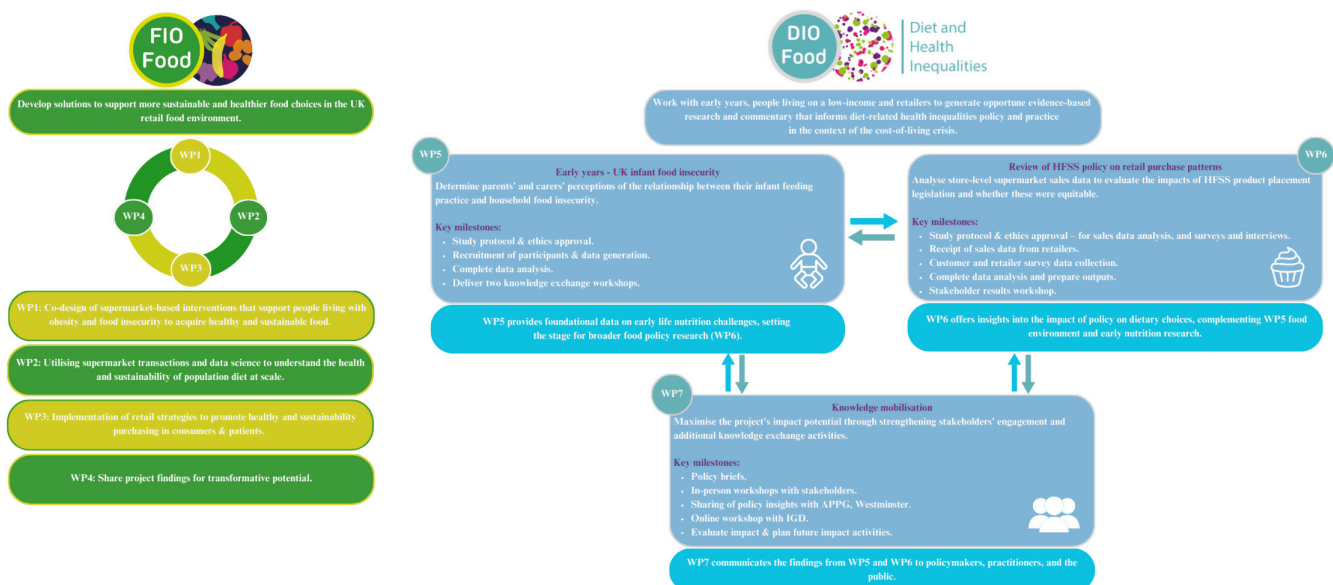 FIO
Food
Develop solutions to support more sustainable and healthier food choices in the UK
retail food environment.
WP1
WP4
WP2
WP3
WP1: Co-design of supermarket-based interventions that support people living with
obesity and food insecurity to acquire healthy and sustainable food.
WP2: Utilising supermarket transactions and data science to understand the health
and sustainability of population diet at scale.
WP3: Implementation of retail strategies to promote healthy and sustainability
purchasing in consumers & patients.
WP4: Share project findings for transformative potential.
DIO
Food
Diet and
Health
Inequalities
Work with early years, people living on a low-income and retailers to generate opportune evidence-based
research and commentary that informs diet-related health inequalities policy and practice
in the context of the cost-of-living crisis.
WP5
Early years - UK infant food insecurity
Determine parents' and carers' perceptions of the relationship between their infant feeding
practice and household food insecurity.
Key milestones:
• Study protocol & ethics approval.
• Recruitment of participants & data generation.
• Complete data analysis.
• Deliver two knowledge exchange workshops.
WP5 provides foundational data on early life nutrition challenges, setting
the stage for broader food policy research (WP6).
WP6
Review of HFSS policy on retail purchase patterns
Analyse store-level supermarket sales data to evaluate the impacts of HFSS product placement
legislation and whether these were equitable.
Key milestones:
• Study protocol & ethics approval – for sales data analysis, and surveys and interviews.
• Receipt of sales data from retailers.
• Customer and retailer survey data collection.
• Complete data analysis and prepare outputs.
• Stakeholder results workshop.
WP6 offers insights into the impact of policy on dietary choices, complementing WP5 food
environment and early nutrition research.
WP7
Knowledge mobilisation
Maximise the project's impact potential through strengthening stakeholders' engagement and
additional knowledge exchange activities.
Key milestones:
• Policy briefs.
• In-person workshops with stakeholders.
• Sharing of policy insights with APPG, Westminster.
• Online workshop with IGD.
• Evaluate impact & plan future impact activities.
WP7 communicates the findings from WP5 and WP6 to policymakers, practitioners, and the
public.